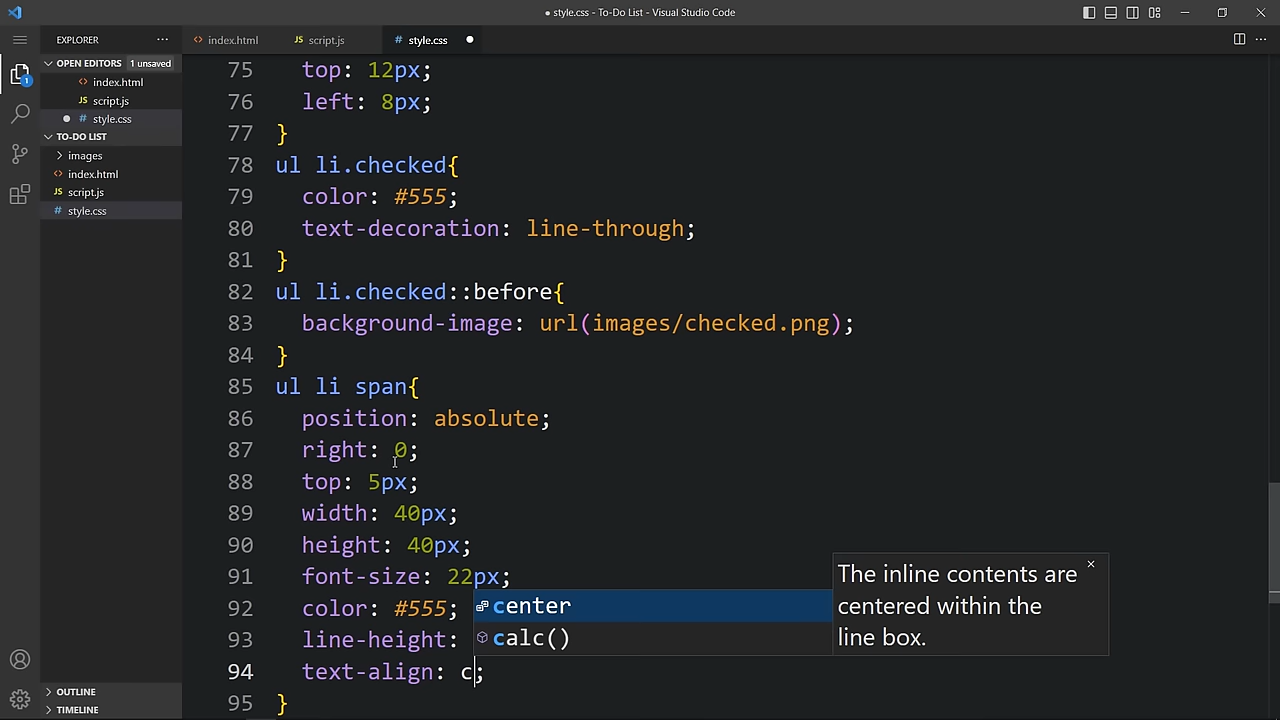 ● style.css - To-Do List - Visual Studio Code
EXPLORER
index.html
JS script.js
# style.css
OPEN EDITORS 1 unsaved
index.html
JS script.js
# style.css
TO-DO LIST
images
index.html
JS script.js
# style.css
OUTLINE
TIMELINE
1
75 top: 12px;
76 left: 8px;
77 }
78 ul li.checked{
79 color: #555;
80 text-decoration: line-through;
81 }
82 ul li.checked::before{
83 background-image: url(images/checked.png);
84 }
85 ul li span{
86 position: absolute;
87 right: 0;
88 top: 5px;
89 width: 40px;
90 height: 40px;
91 font-size: 22px;
92 color: #555;
93 line-height:
94 text-align: c;
95 }
center
calc()
The inline contents are
centered within the
line box.